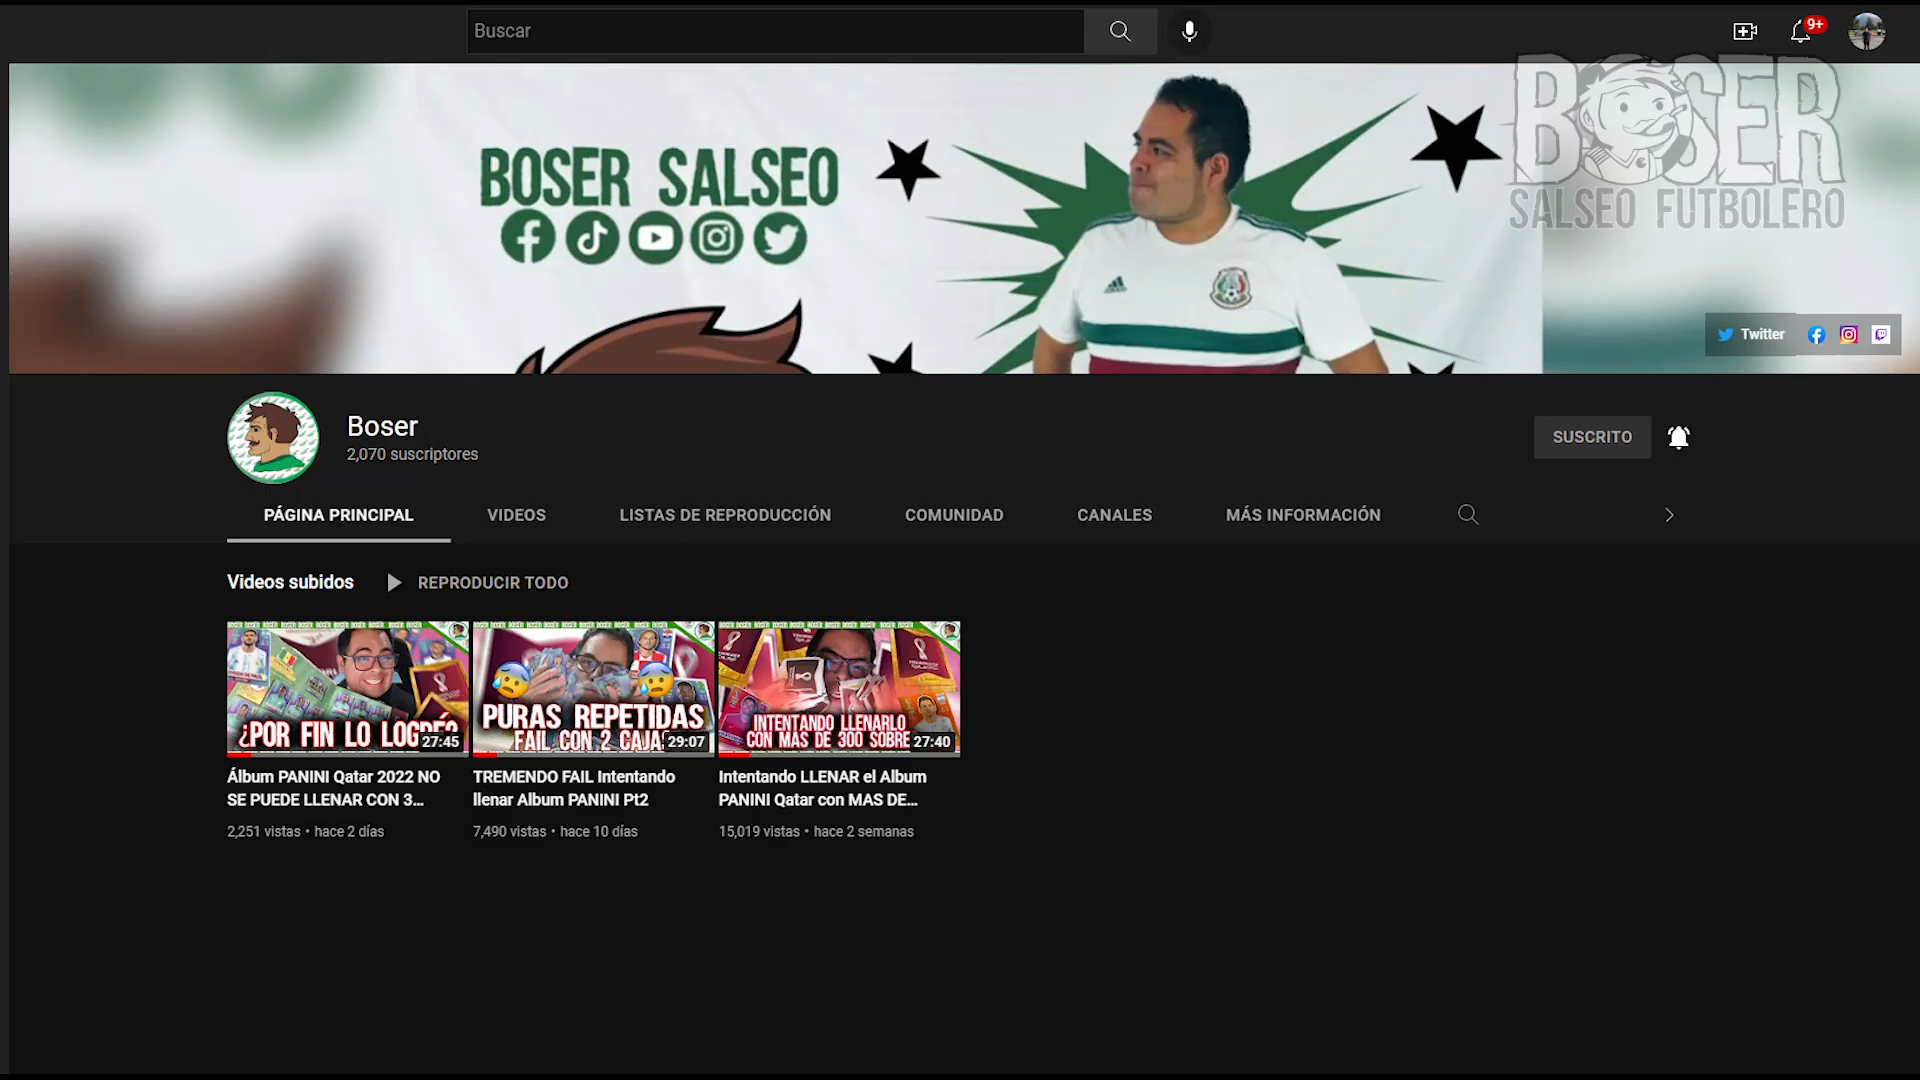 Buscar
9+
BOSER
SALSEO FUTBOLERO
BOSER SALSEO
Twitter
Boser
2,070 suscriptores
SUSCRITO
PÁGINA PRINCIPAL
VIDEOS
LISTAS DE REPRODUCCIÓN
COMUNIDAD
CANALES
MÁS INFORMACIÓN
Videos subidos
REPRODUCIR TODO
¿POR FIN LO LOGRÉ?
27:45
Álbum PANINI Qatar 2022 NO
SE PUEDE LLENAR CON 3...
2,251 vistas • hace 2 días
PURAS REPETIDAS
FAIL CON 2 CAJAS
29:07
TREMENDO FAIL Intentando
llenar Album PANINI Pt2
7,490 vistas • hace 10 días
INTENTANDO LLENARLO
CON MAS DE 300 SOBRE
27:40
Intentando LLENAR el Album
PANINI Qatar con MAS DE...
15,019 vistas • hace 2 semanas